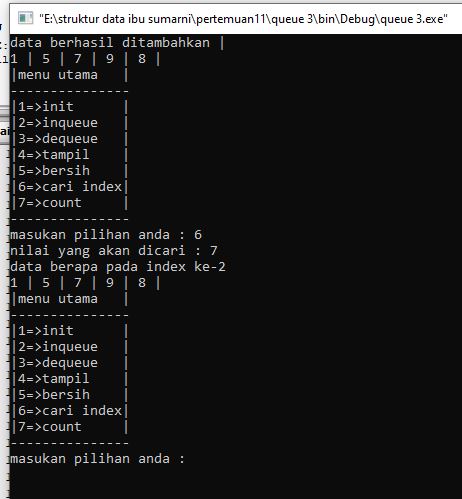 "E:\struktur data ibu sumarni\pertemuan11\queue 3\bin\Debug\queue 3.exe"
data berhasil ditambahkan |
1 | 5 | 7 | 9 | 8 |
|menu utama   |
---------------
|1=>init      |
|2=>inqueue   |
|3=>dequeue   |
|4=>tampil    |
|5=>bersih    |
|6=>cari index|
|7=>count     |
---------------
masukan pilihan anda : 6
nilai yang akan dicari : 7
data berapa pada index ke-2
1 | 5 | 7 | 9 | 8 |
|menu utama   |
---------------
|1=>init      |
|2=>inqueue   |
|3=>dequeue   |
|4=>tampil    |
|5=>bersih    |
|6=>cari index|
|7=>count     |
---------------
masukan pilihan anda :